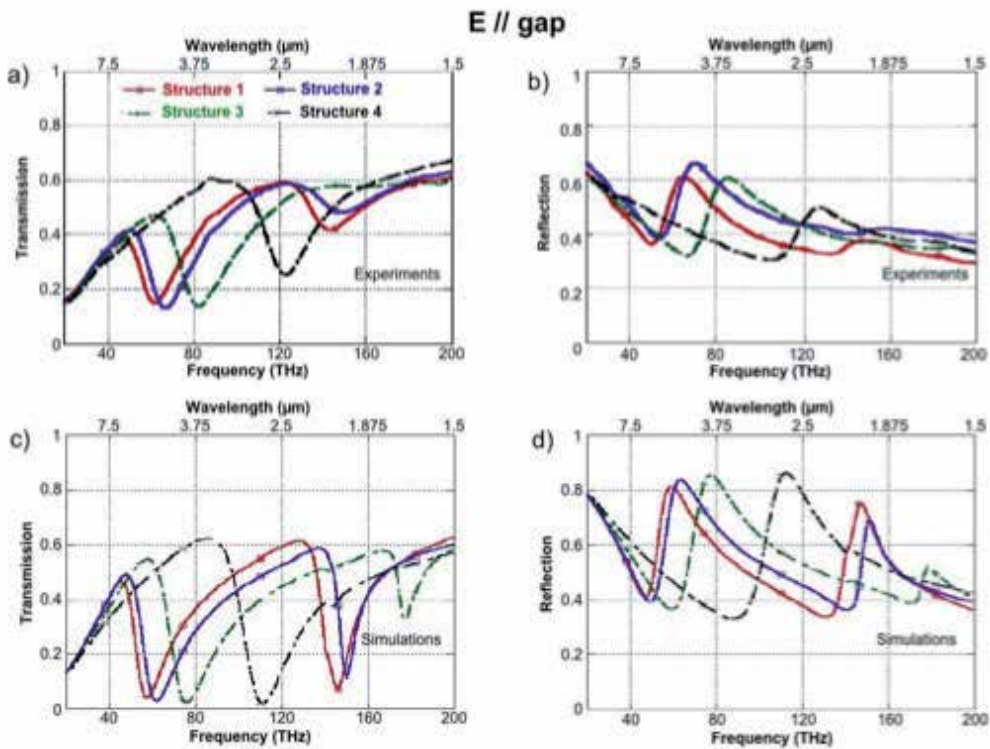 E // gap
Wavelength (μm)
7.5 3.75 2.5 1.875 1.5
a)
1
0.8
0.6
0.4
0.2
0
Transmission
Structure 1 Structure 2
Structure 3 Structure 4
Experiments
40 80 120 160 200
Frequency (THz)
Wavelength (μm)
7.5 3.75 2.5 1.875 1.5
b)
1
0.8
0.6
0.4
0.2
0
Reflection
Experiments
40 80 120 160 200
Frequency (THz)
Wavelength (μm)
7.5 3.75 2.5 1.875 1.5
c)
1
0.8
0.6
0.4
0.2
0
Transmission
Simulations
40 80 120 160 200
Frequency (THz)
Wavelength (μm)
7.5 3.75 2.5 1.875 1.5
d)
1
0.8
0.6
0.4
0.2
0
Reflection
Simulations
40 80 120 160 200
Frequency (THz)